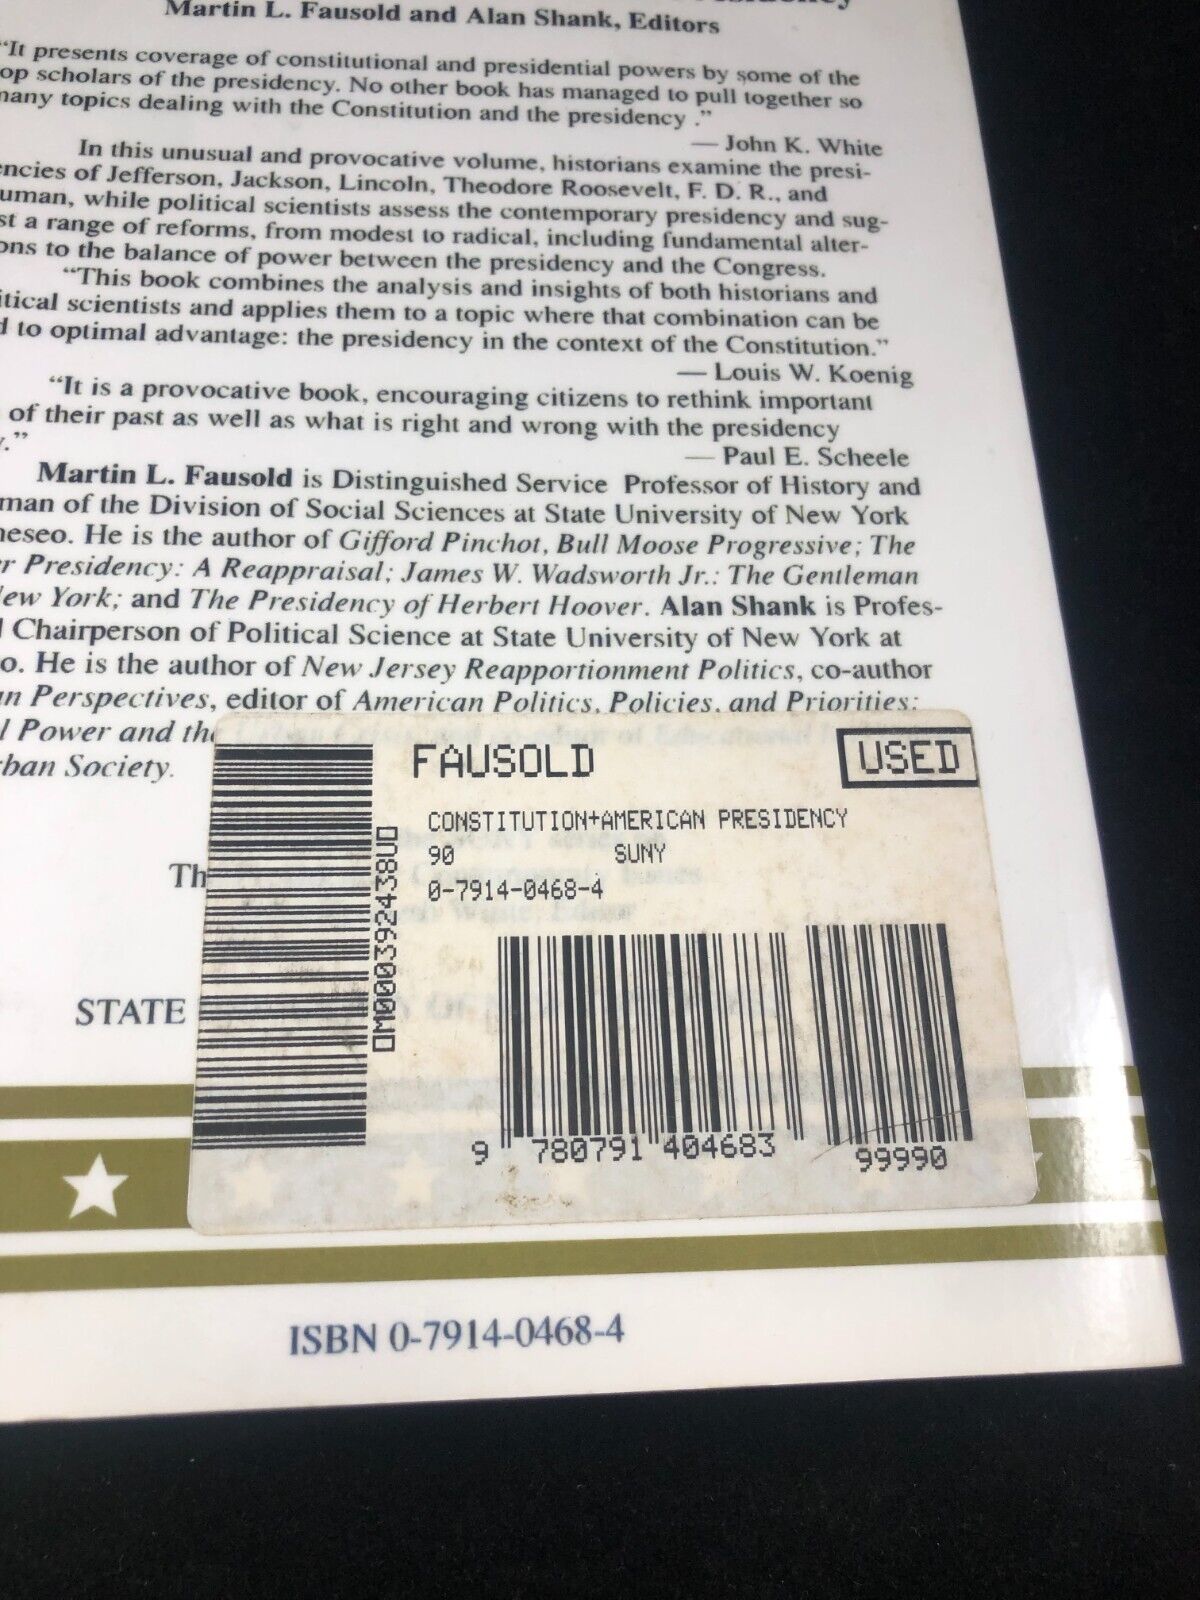 Martin L. Fausold and Alan Shank, Editors
“It presents coverage of constitutional and presidential powers by some of the
op scholars of the presidency. No other book has managed to pull together so
many topics dealing with the Constitution and the presidency .”
— John K. White
In this unusual and provocative volume, historians examine the presi-
encies of Jefferson, Jackson, Lincoln, Theodore Roosevelt, F. D. R., and
uman, while political scientists assess the contemporary presidency and sug-
st a range of reforms, from modest to radical, including fundamental alter-
ons to the balance of power between the presidency and the Congress.
“This book combines the analysis and insights of both historians and
itical scientists and applies them to a topic where that combination can be
d to optimal advantage: the presidency in the context of the Constitution.”
— Louis W. Koenig
“It is a provocative book, encouraging citizens to rethink important
of their past as well as what is right and wrong with the presidency
.”
— Paul E. Scheele
Martin L. Fausold is Distinguished Service Professor of History and
man of the Division of Social Sciences at State University of New York
neseo. He is the author of Gifford Pinchot, Bull Moose Progressive; The
r Presidency: A Reappraisal; James W. Wadsworth Jr.: The Gentleman
New York; and The Presidency of Herbert Hoover. Alan Shank is Profes-
d Chairperson of Political Science at State University of New York at
o. He is the author of New Jersey Reapportionment Politics, co-author
an Perspectives, editor of American Politics, Policies, and Priorities:
l Power and the
ban Society.
FAUSOLD
USED
CONSTITUTION+AMERICAN PRESIDENCY
90 SUNY
0-7914-0468-4
0M000392438U0
Th
STATE
9 780791 404683
99990
ISBN 0-7914-0468-4